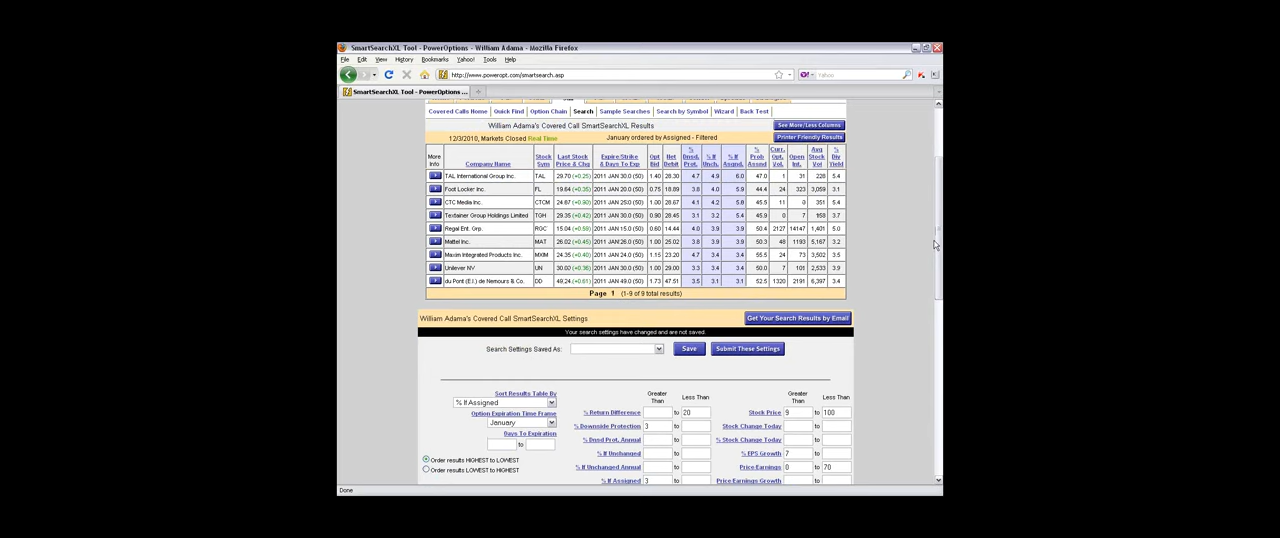 SmartSearchXL Tool - PowerOptions - William Adama - Mozilla Firefox
File Edit View History Bookmarks Yahoo! Tools Help
http://www.poweropt.com/smartsearch.asp Yahoo
SmartSearchXL Tool - PowerOptions ...
Covered Calls Home Quick Find Option Chain Search Sample Searches Search by Symbol Wizard Back Test
William Adama's Covered Call SmartSearchXL Results See More/Less Columns
12/3/2010, Markets Closed Real Time January ordered by Assigned - Filtered Printer Friendly Results
More Info Company Name Stock Sym Last Stock Price & Chg Expire/Strike & Days To Exp Opt Bid Net Debit % Dnsd. Prot. % If Unch. % If Assgnd. % Prob Assnd Curr. Opt. Vol. Open Int. Avg Stock Vol % Div Yield
TAL International Group Inc. TAL 29.70 (+0.25) 2011 JAN 30.0 (50) 1.40 28.30 4.7 4.9 6.0 47.0 1 31 228 5.4
Foot Locker Inc. FL 19.64 (+0.35) 2011 JAN 20.0 (50) 0.75 18.89 3.8 4.0 5.9 44.4 24 323 3,059 3.1
CTC Media Inc. CTCM 24.87 (+0.90) 2011 JAN 25.0 (50) 1.00 28.67 4.1 4.2 5.8 45.5 11 0 351 5.4
Textainer Group Holdings Limited TGH 29.35 (+0.42) 2011 JAN 30.0 (50) 0.90 28.45 3.1 3.2 5.4 45.9 0 7 158 3.7
Regal Ent. Grp. RGC 15.04 (+0.59) 2011 JAN 15.0 (50) 0.60 14.44 4.0 3.9 3.9 50.4 2127 14147 1,401 5.0
Mattel Inc. MAT 26.02 (+0.45) 2011 JAN 26.0 (50) 1.00 25.02 3.8 3.9 3.9 50.3 48 1193 5,167 3.2
Maxim Integrated Products Inc. MXIM 24.35 (+0.40) 2011 JAN 24.0 (50) 1.15 23.20 4.7 3.4 3.4 55.5 24 73 3,502 3.5
Unilever NV UN 30.00 (+0.36) 2011 JAN 30.0 (50) 1.00 29.00 3.3 3.4 3.4 50.0 7 101 2,533 3.9
du Pont (E.I.) de Nemours & Co. DD 49.24 (+0.61) 2011 JAN 49.0 (50) 1.73 47.51 3.5 3.1 3.1 52.5 1320 2191 6,397 3.4
Page 1 (1-9 of 9 total results)
William Adama's Covered Call SmartSearchXL Settings Get Your Search Results by Email
Your search settings have changed and are not saved.
Search Settings Saved As: Save Submit These Settings
Sort Results Table By Greater Than Less Than Greater Than Less Than
% If Assigned
Option Expiration Time Frame % Return Difference to 20 Stock Price 9 to 100
January % Downside Protection 3 to Stock Change Today to
Days To Expiration % Dnsd Prot. Annual to % Stock Change Today to
to % If Unchanged to % EPS Growth 7 to
Order results HIGHEST to LOWEST % If Unchanged Annual to Price Earnings 0 to 70
Order results LOWEST to HIGHEST
% If Assigned 3 to Price Earnings Growth to
Done